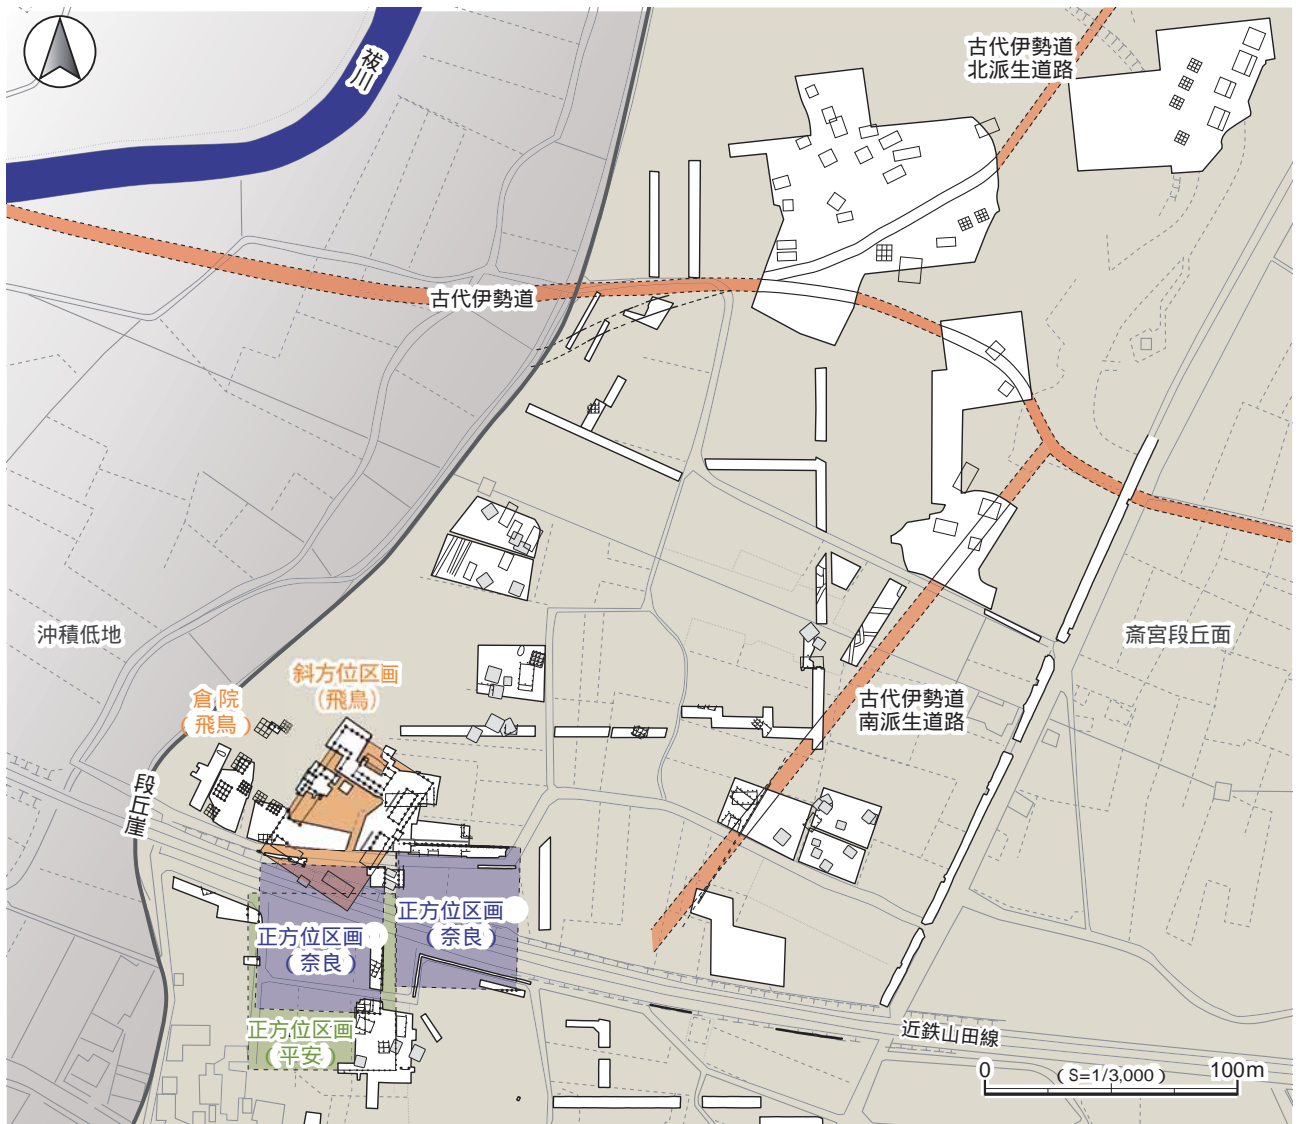 古代伊勢道
北派生道路
祓川
古代伊勢道
沖積低地
斎宮段丘面
斜方位区画
（飛鳥）
倉院
（飛鳥）
古代伊勢道
南派生道路
段丘崖
正方位区画
（奈良）
正方位区画
（奈良）
正方位区画
（平安）
近鉄山田線
0 （S=1/3,000） 100m